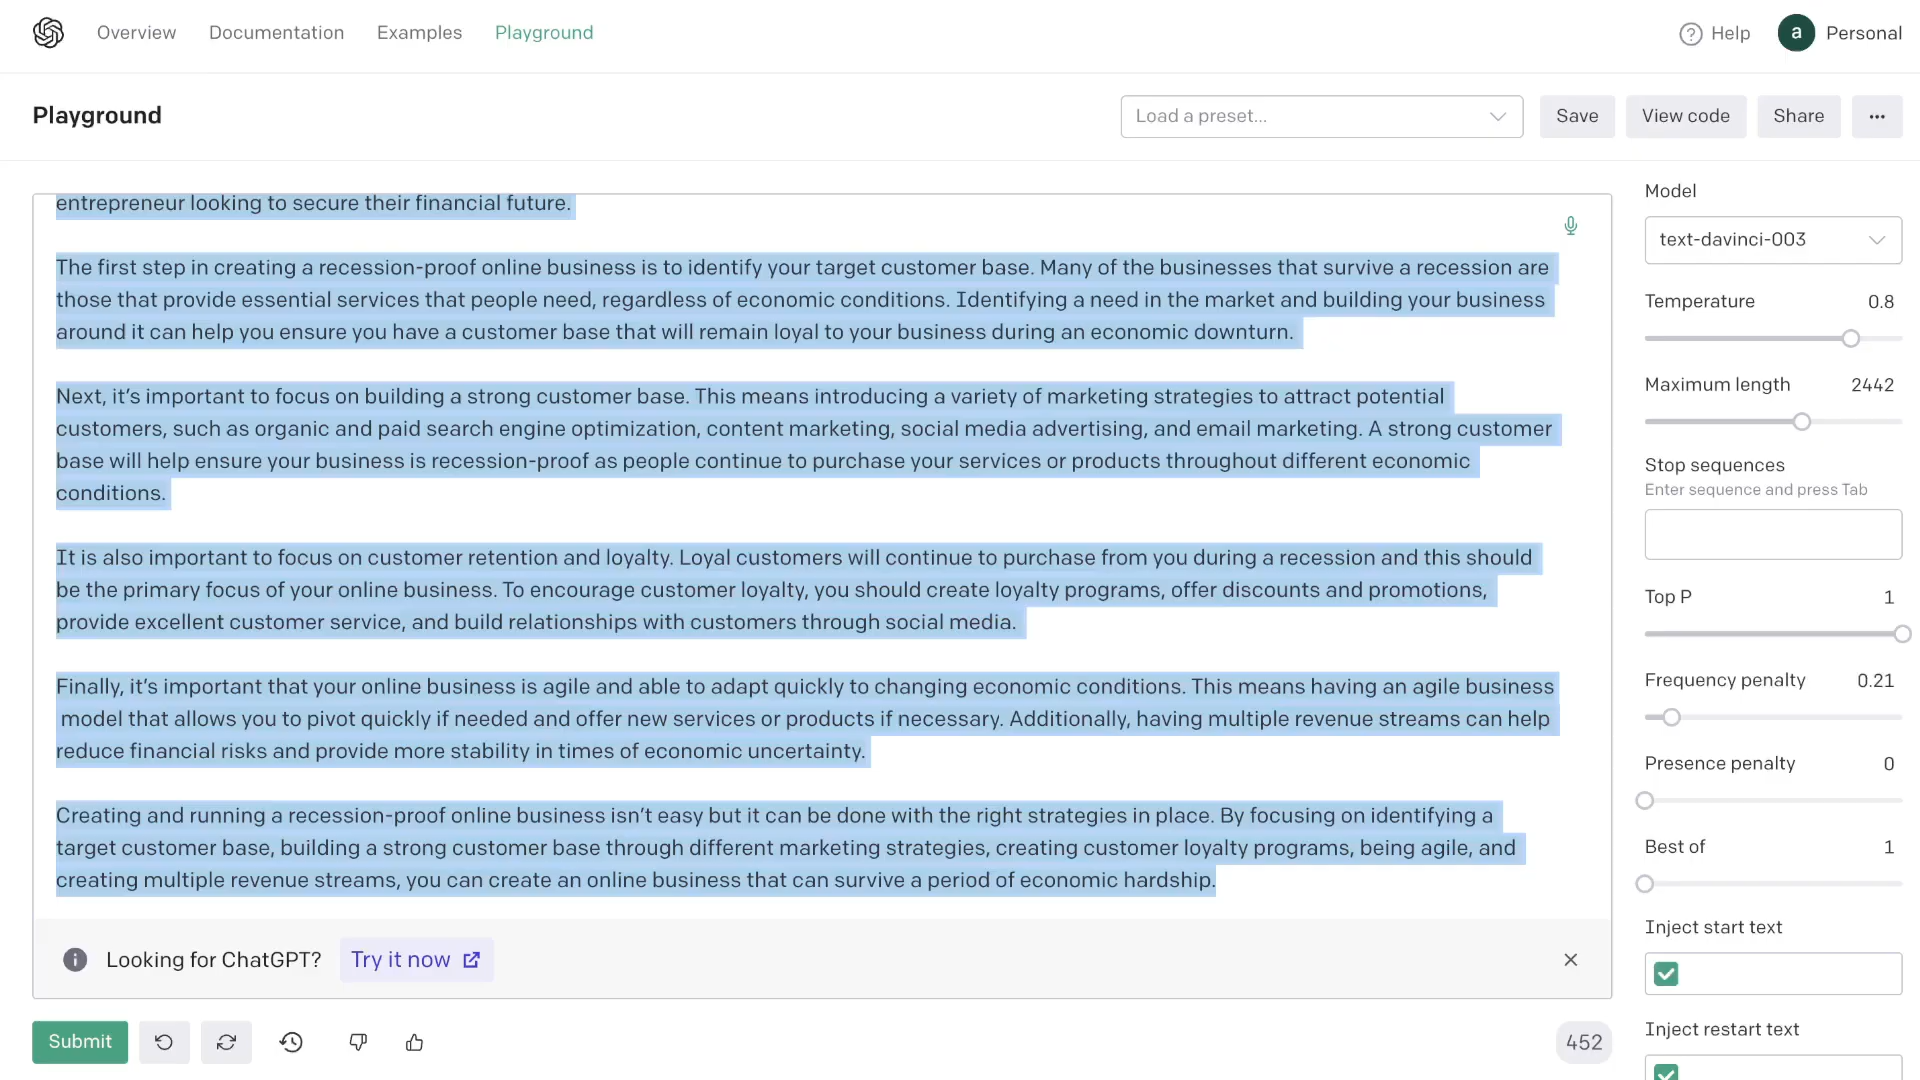 Overview Documentation Examples Playground Help a Personal
Playground Load a preset... Save View code Share
entrepreneur looking to secure their financial future.
The first step in creating a recession-proof online business is to identify your target customer base. Many of the businesses that survive a recession are
those that provide essential services that people need, regardless of economic conditions. Identifying a need in the market and building your business
around it can help you ensure you have a customer base that will remain loyal to your business during an economic downturn.
Next, it's important to focus on building a strong customer base. This means introducing a variety of marketing strategies to attract potential
customers, such as organic and paid search engine optimization, content marketing, social media advertising, and email marketing. A strong customer
base will help ensure your business is recession-proof as people continue to purchase your services or products throughout different economic
conditions.
It is also important to focus on customer retention and loyalty. Loyal customers will continue to purchase from you during a recession and this should
be the primary focus of your online business. To encourage customer loyalty, you should create loyalty programs, offer discounts and promotions,
provide excellent customer service, and build relationships with customers through social media.
Finally, it's important that your online business is agile and able to adapt quickly to changing economic conditions. This means having an agile business
model that allows you to pivot quickly if needed and offer new services or products if necessary. Additionally, having multiple revenue streams can help
reduce financial risks and provide more stability in times of economic uncertainty.
Creating and running a recession-proof online business isn't easy but it can be done with the right strategies in place. By focusing on identifying a
target customer base, building a strong customer base through different marketing strategies, creating customer loyalty programs, being agile, and
creating multiple revenue streams, you can create an online business that can survive a period of economic hardship.
Looking for ChatGPT? Try it now
Submit 452
Model
text-davinci-003
Temperature 0.8
Maximum length 2442
Stop sequences
Enter sequence and press Tab
Top P 1
Frequency penalty 0.21
Presence penalty 0
Best of 1
Inject start text
Inject restart text